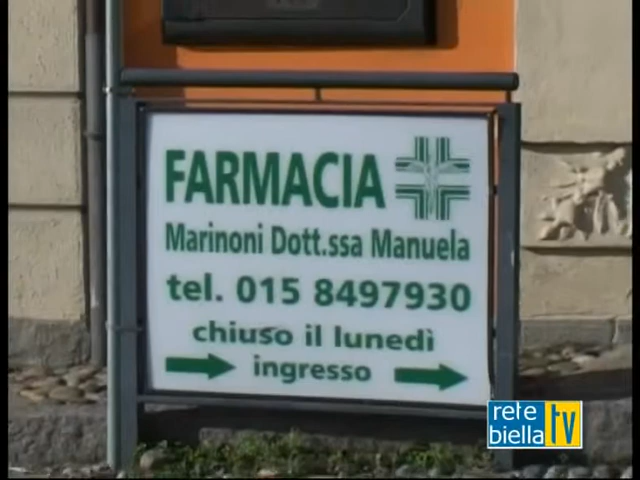 FARMACIA
Marinoni Dott.ssa Manuela
tel. 015 8497930
chiuso il lunedì
ingresso
rete
biella tv